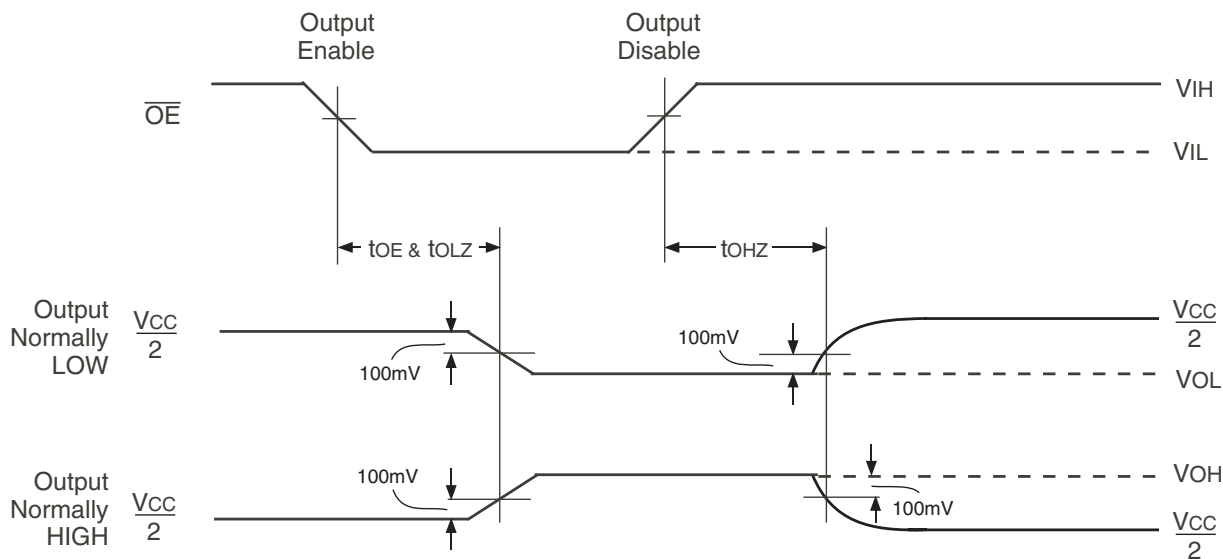 Output
Enable
Output
Disable
OE
VIH
VIL
tOE & tOLZ
tOHZ
Output
Normally
LOW
VCC
2
100mV
100mV
VCC
2
VOL
Output
Normally
HIGH
VCC
2
100mV
VOH
100mV
VCC
2